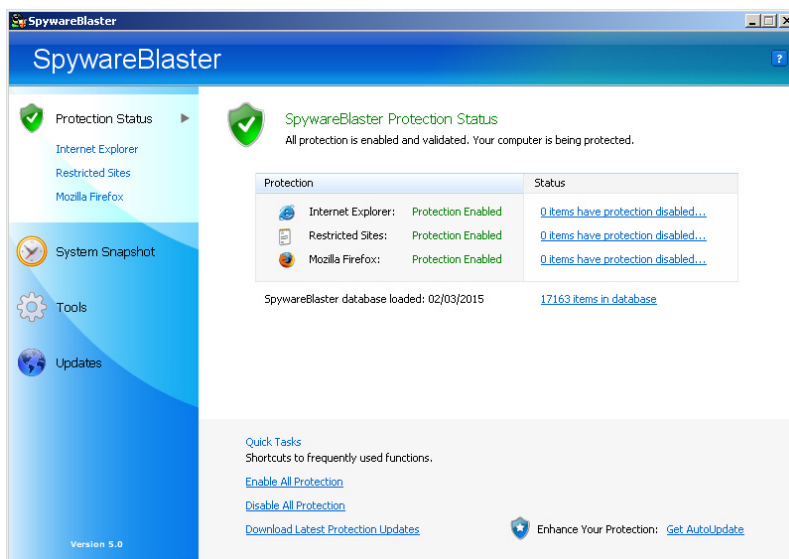 SpywareBlaster
SpywareBlaster
?
Protection Status
Internet Explorer
Restricted Sites
Mozilla Firefox
System Snapshot
Tools
Updates
Version 5.0
SpywareBlaster Protection Status
All protection is enabled and validated. Your computer is being protected.
Protection Status
Internet Explorer: Protection Enabled 0 items have protection disabled...
Restricted Sites: Protection Enabled 0 items have protection disabled...
Mozilla Firefox: Protection Enabled 0 items have protection disabled...
SpywareBlaster database loaded: 02/03/2015 17163 items in database
Quick Tasks
Shortcuts to frequently used functions.
Enable All Protection
Disable All Protection
Download Latest Protection Updates
Enhance Your Protection: Get AutoUpdate